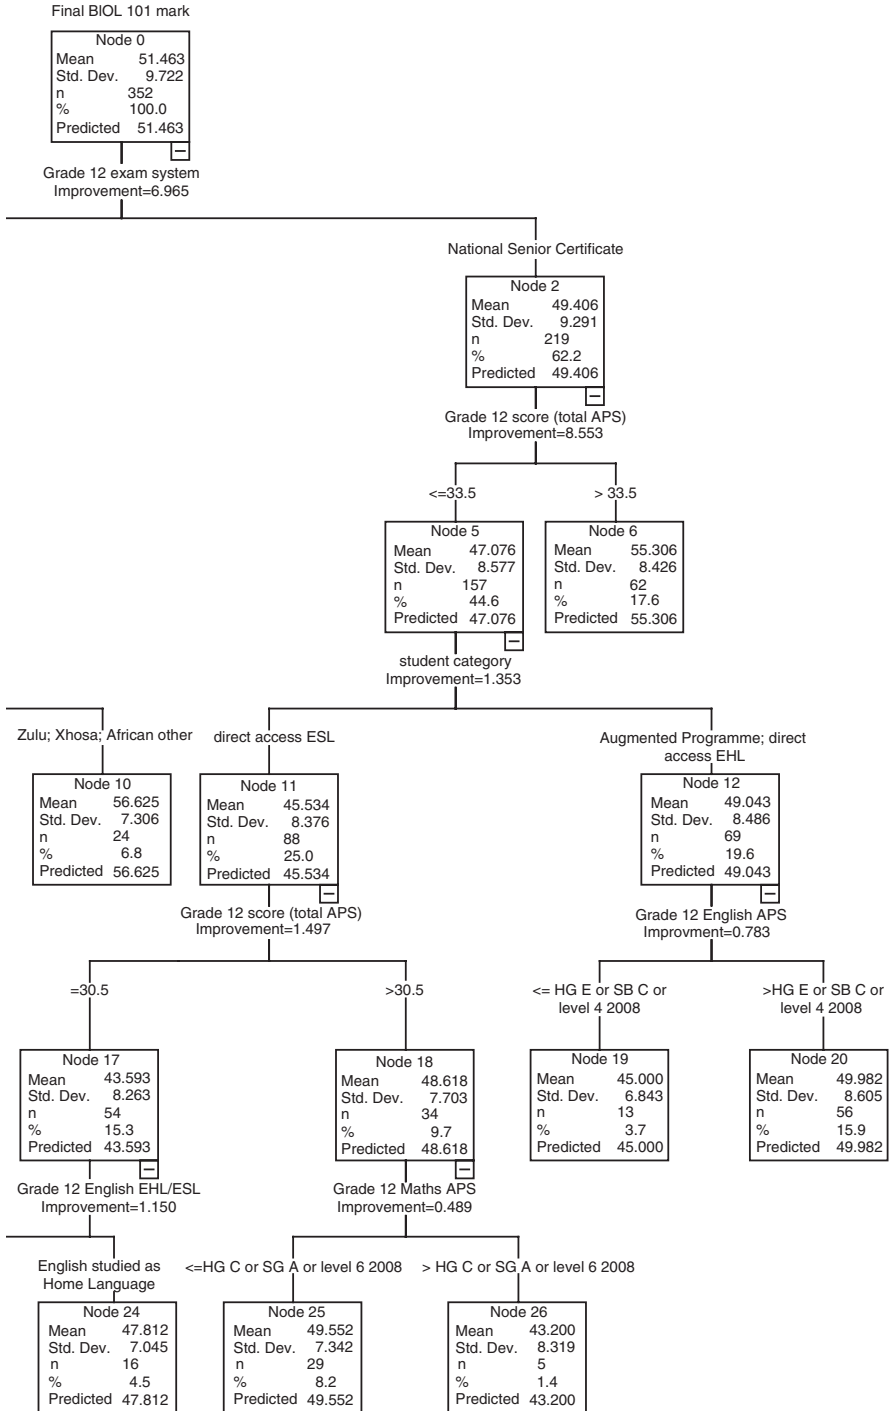 Final BIOL 101 mark
Node 0
Mean 51.463
Std. Dev. 9.722
n 352
% 100.0
Predicted 51.463
Grade 12 exam system
Improvement=6.965
National Senior Certificate
Node 2
Mean 49.406
Std. Dev. 9.291
n 219
% 62.2
Predicted 49.406
Grade 12 score (total APS)
Improvement=8.553
<=33.5
> 33.5
Node 5
Mean 47.076
Std. Dev. 8.577
n 157
% 44.6
Predicted 47.076
Node 6
Mean 55.306
Std. Dev. 8.426
n 62
% 17.6
Predicted 55.306
student category
Improvement=1.353
Zulu; Xhosa; African other
direct access ESL
Augmented Programme; direct
access EHL
Node 10
Mean 56.625
Std. Dev. 7.306
n 24
% 6.8
Predicted 56.625
Node 11
Mean 45.534
Std. Dev. 8.376
n 88
% 25.0
Predicted 45.534
Node 12
Mean 49.043
Std. Dev. 8.486
n 69
% 19.6
Predicted 49.043
Grade 12 score (total APS)
Improvement=1.497
Grade 12 English APS
Improvment=0.783
=30.5
>30.5
<= HG E or SB C or
level 4 2008
>HG E or SB C or
level 4 2008
Node 17
Mean 43.593
Std. Dev. 8.263
n 54
% 15.3
Predicted 43.593
Node 18
Mean 48.618
Std. Dev. 7.703
n 34
% 9.7
Predicted 48.618
Node 19
Mean 45.000
Std. Dev. 6.843
n 13
% 3.7
Predicted 45.000
Node 20
Mean 49.982
Std. Dev. 8.605
n 56
% 15.9
Predicted 49.982
Grade 12 English EHL/ESL
Improvement=1.150
Grade 12 Maths APS
Improvement=0.489
English studied as
Home Language
<=HG C or SG A or level 6 2008
> HG C or SG A or level 6 2008
Node 24
Mean 47.812
Std. Dev. 7.045
n 16
% 4.5
Predicted 47.812
Node 25
Mean 49.552
Std. Dev. 7.342
n 29
% 8.2
Predicted 49.552
Node 26
Mean 43.200
Std. Dev. 8.319
n 5
% 1.4
Predicted 43.200